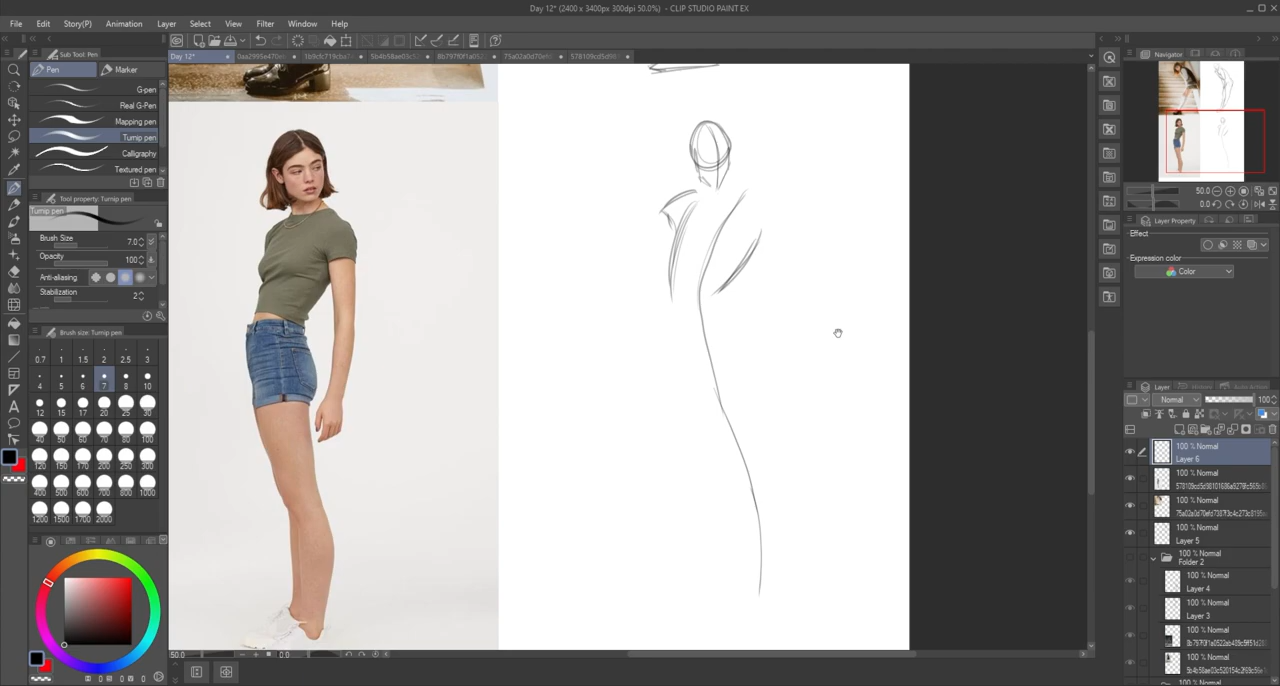 Day 12* (2400 x 3400px 300dpi 50.0%) - CLIP STUDIO PAINT EX
File Edit Story(P) Animation Layer Select View Filter Window Help
Sub Tool: Pen
Day 12*
Navigator
Pen Marker
G-pen
Real G-Pen
Mapping pen
Turnip pen
Calligraphy
Textured pen
Tool property: Turnip pen
Turnip pen
Brush Size 7.0
Opacity 100
Anti-aliasing
Stabilization 2
Brush size: Turnip pen
0.7 1 1.5 2 2.5 3
4 5 6 7 8 10
12 15 17 20 25 30
40 50 60 70 80 100
120 150 170 200 250 300
400 500 600 700 800 1000
1200 1500 1700 2000
50.0
0.0
50.0
0.0
Layer Property
Effect
Expression color
Color
Layer
Normal 100
100 % Normal
Layer 6
100 % Normal
100 % Normal
100 % Normal
Layer 5
100 % Normal
Folder 2
100 % Normal
Layer 4
100 % Normal
Layer 3
100 % Normal
100 % Normal